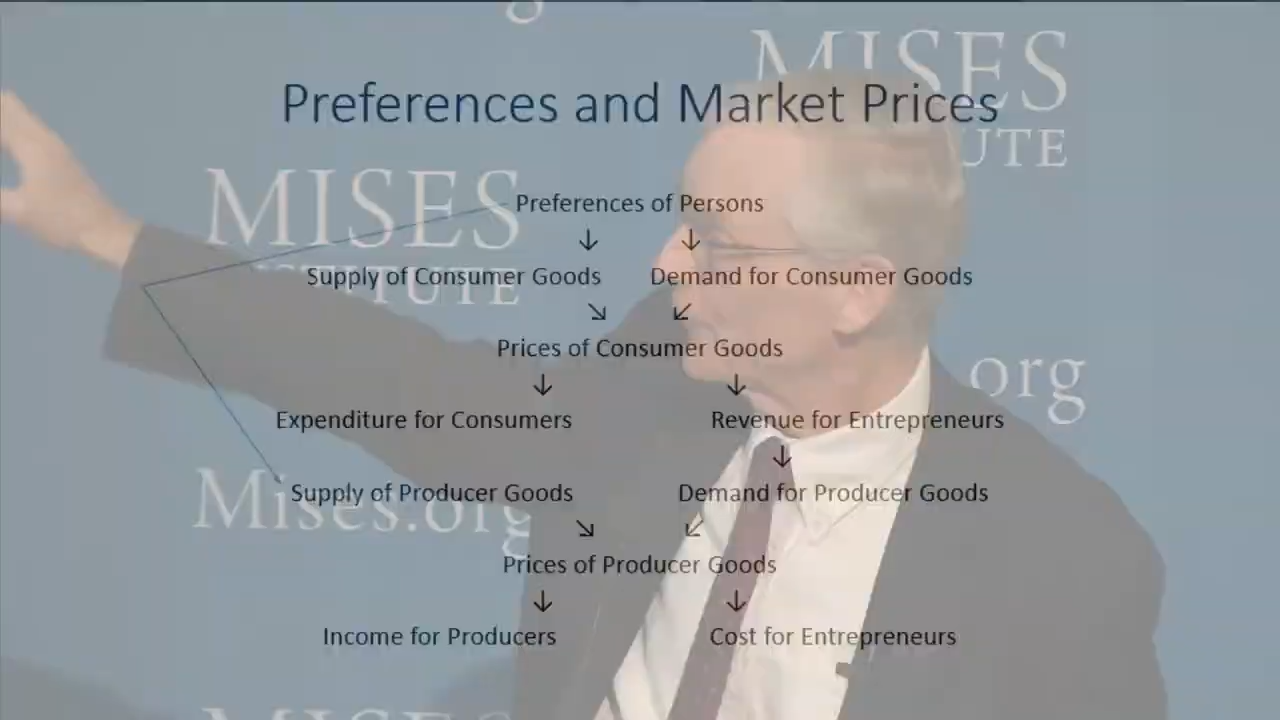 MISES
Preferences and Market Prices
UTE
MISES
Preferences of Persons
↓ ↓
Supply of Consumer Goods Demand for Consumer Goods
TITUTE
↘ ↙
Prices of Consumer Goods
org
↓ ↓
Expenditure for Consumers Revenue for Entrepreneurs
↓
Supply of Producer Goods Demand for Producer Goods
Mises.org
↘ ↙
Prices of Producer Goods
↓ ↓
Income for Producers Cost for Entrepreneurs
MISES